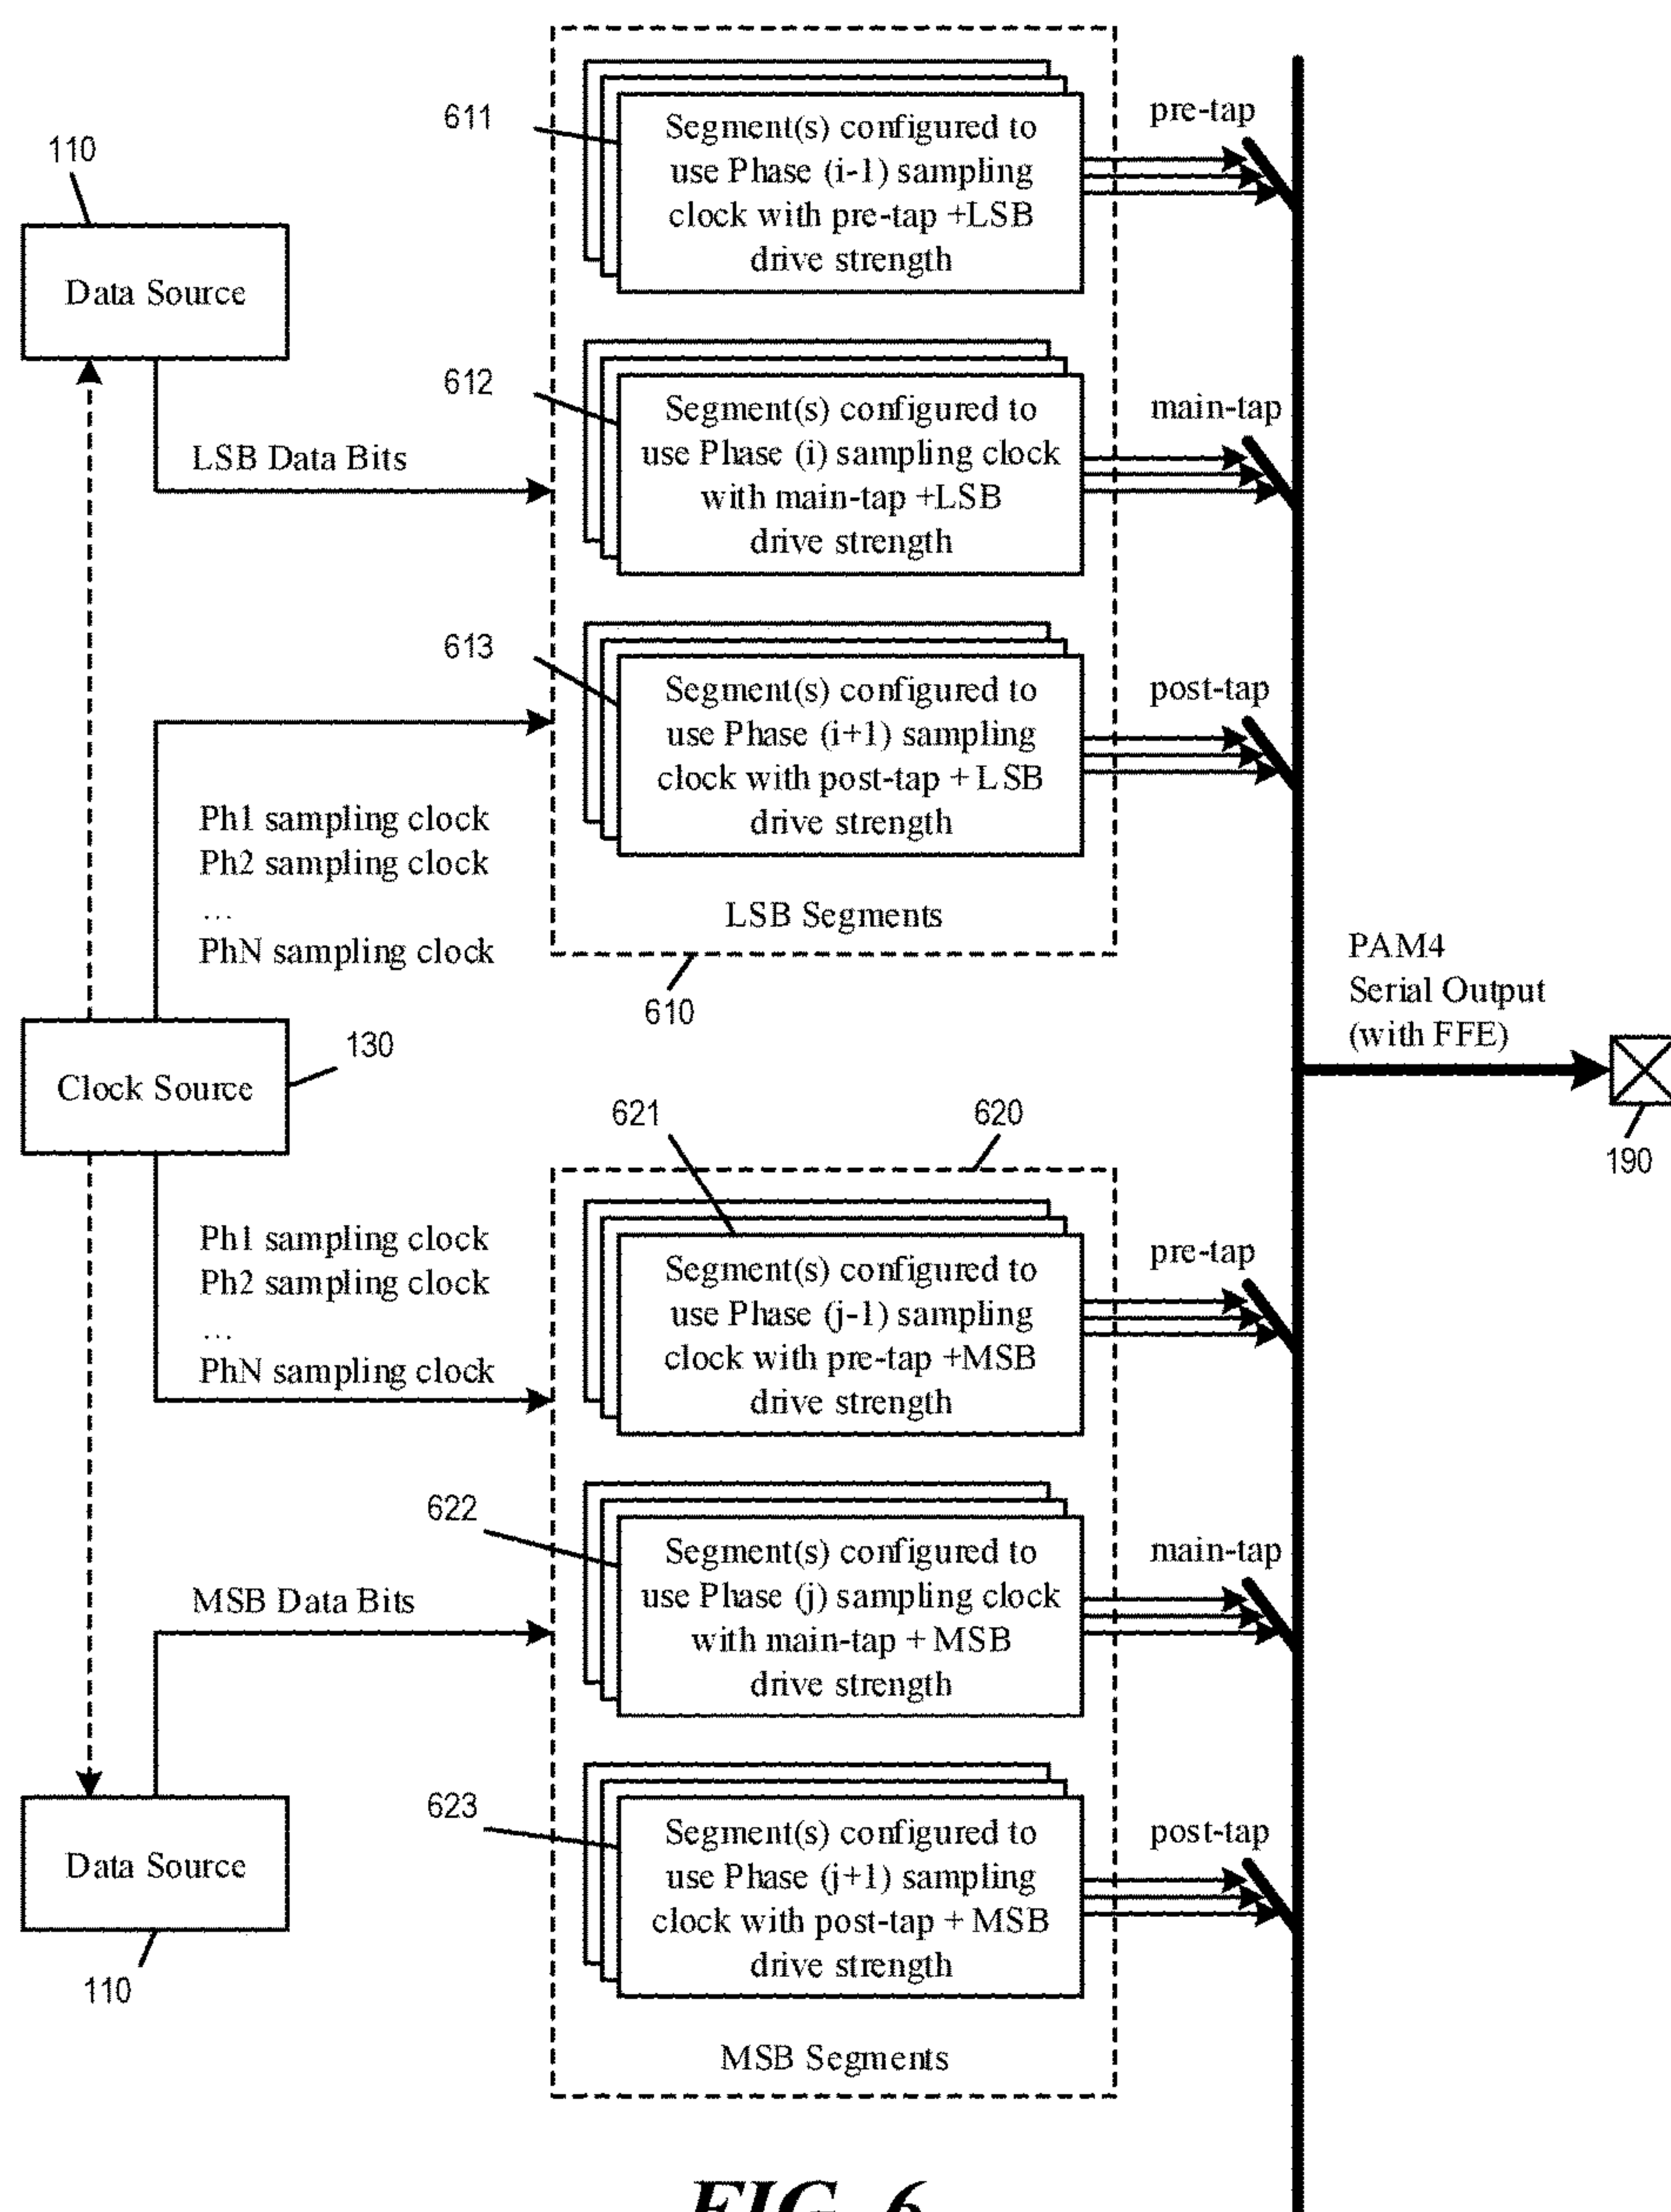 611
Segment(s) configured to
use Phase (i-1) sampling
clock with pre-tap +LSB
drive strength
pre-tap
110
Data Source
612
Segment(s) configured to
use Phase (i) sampling clock
with main-tap +LSB
drive strength
main-tap
LSB Data Bits
613
Segment(s) configured to
use Phase (i+1) sampling
clock with post-tap + LSB
drive strength
post-tap
Ph1 sampling clock
Ph2 sampling clock
...
PhN sampling clock
LSB Segments
610
PAM4
Serial Output
(with FFE)
190
130
Clock Source
621
620
Segment(s) configured to
use Phase (j-1) sampling
clock with pre-tap +MSB
drive strength
pre-tap
Ph1 sampling clock
Ph2 sampling clock
...
PhN sampling clock
622
Segment(s) configured to
use Phase (j) sampling clock
with main-tap + MSB
drive strength
main-tap
MSB Data Bits
623
Segment(s) configured to
use Phase (j+1) sampling
clock with post-tap + MSB
drive strength
post-tap
Data Source
110
MSB Segments
FIG. 6